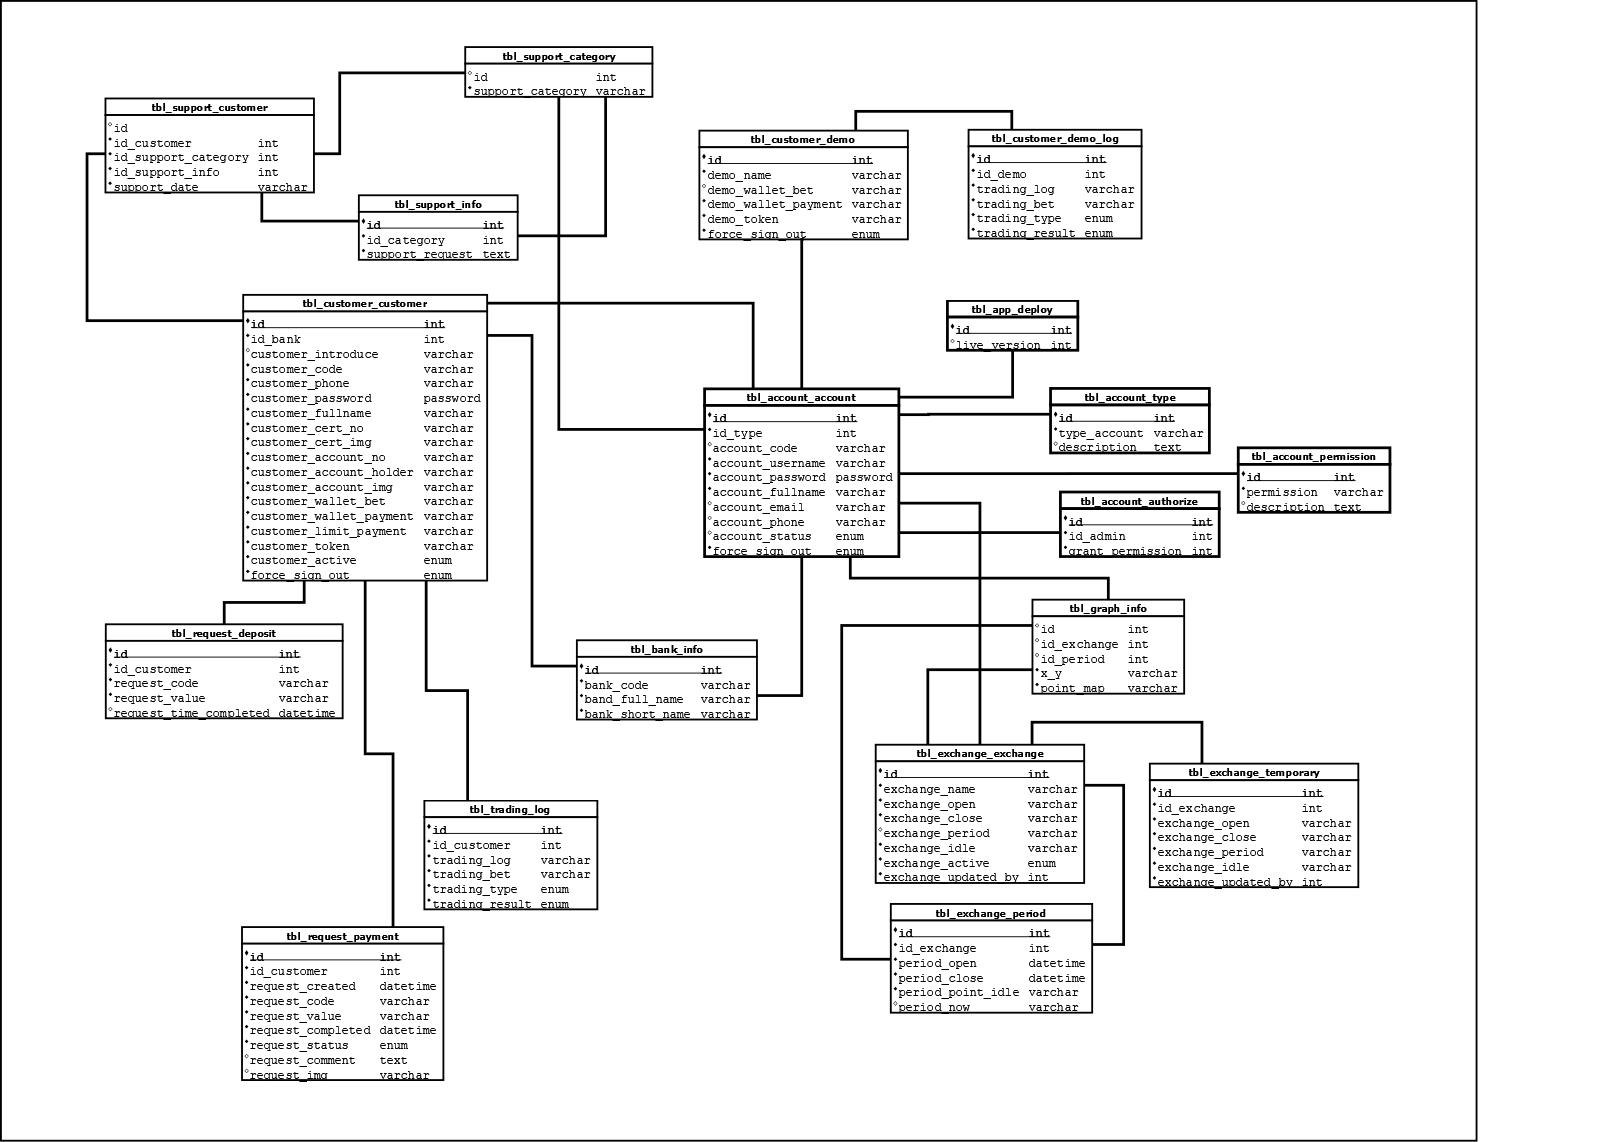 tbl_support_category
id int
support_category varchar
tbl_support_customer
id
id_customer int
id_support_category int
id_support_info int
support_date varchar
tbl_support_info
id int
id_category int
support_request text
tbl_customer_demo
id int
demo_name varchar
demo_wallet_bet varchar
demo_wallet_payment varchar
demo_token varchar
force_sign_out enum
tbl_customer_demo_log
id int
id_demo int
trading_log varchar
trading_bet varchar
trading_type enum
trading_result enum
tbl_customer_customer
id int
id_bank int
customer_introduce varchar
customer_code varchar
customer_phone varchar
customer_password password
customer_fullname varchar
customer_cert_no varchar
customer_cert_img varchar
customer_account_no varchar
customer_account_holder varchar
customer_account_img varchar
customer_wallet_bet varchar
customer_wallet_payment varchar
customer_limit_payment varchar
customer_token varchar
customer_active enum
force_sign_out enum
tbl_app_deploy
id int
live_version int
tbl_account_account
id int
id_type int
account_code varchar
account_username varchar
account_password password
account_fullname varchar
account_email varchar
account_phone varchar
account_status enum
force_sign_out enum
tbl_account_type
id int
type_account varchar
description text
tbl_account_permission
id int
permission varchar
description text
tbl_account_authorize
id int
id_admin int
grant_permission int
tbl_graph_info
id int
id_exchange int
id_period int
x_y varchar
point_map varchar
tbl_request_deposit
id int
id_customer int
request_code varchar
request_value varchar
request_time_completed datetime
tbl_bank_info
id int
bank_code varchar
band_full_name varchar
bank_short_name varchar
tbl_exchange_exchange
id int
exchange_name varchar
exchange_open varchar
exchange_close varchar
exchange_period varchar
exchange_idle varchar
exchange_active enum
exchange_updated_by int
tbl_exchange_temporary
id int
id_exchange int
exchange_open varchar
exchange_close varchar
exchange_period varchar
exchange_idle varchar
exchange_updated_by int
tbl_trading_log
id int
id_customer int
trading_log varchar
trading_bet varchar
trading_type enum
trading_result enum
tbl_exchange_period
id int
id_exchange int
period_open datetime
period_close datetime
period_point_idle varchar
period_now varchar
tbl_request_payment
id int
id_customer int
request_created datetime
request_code varchar
request_value varchar
request_completed datetime
request_status enum
request_comment text
request_img varchar